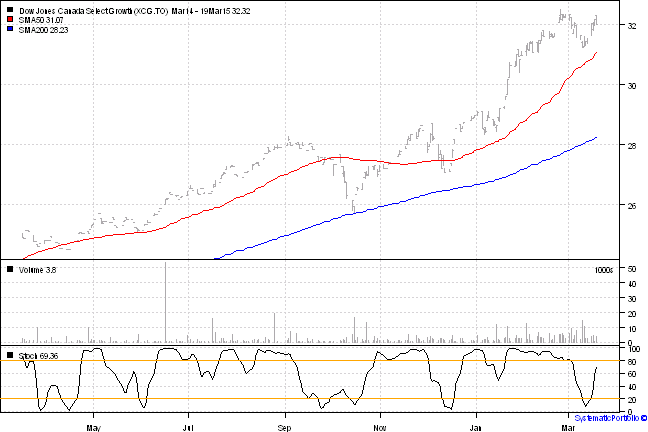 Dow Jones Canada Select Growth (XCG.TO) Mar14 - 19Mar15 32.32
SMA50 31.07
SMA200 28.23
32
30
28
26
Volume 3.8
1000s
50
40
30
20
10
0
Stoch 69.36
100
80
60
40
20
0
May
Jul
Sep
Nov
Jan
Mar
SystematicPortfolio ©